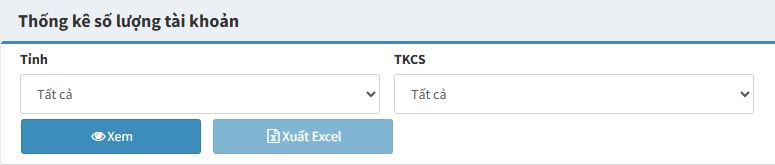 Thống kê số lượng tài khoản
Tỉnh TKCS
Tất cả Tất cả
Xem Xuất Excel